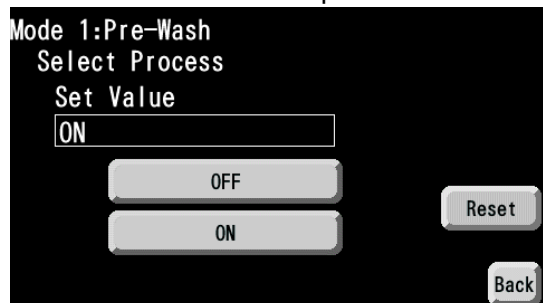 Mode 1:Pre-Wash
Select Process
Set Value
ON
OFF
ON
Reset
Back